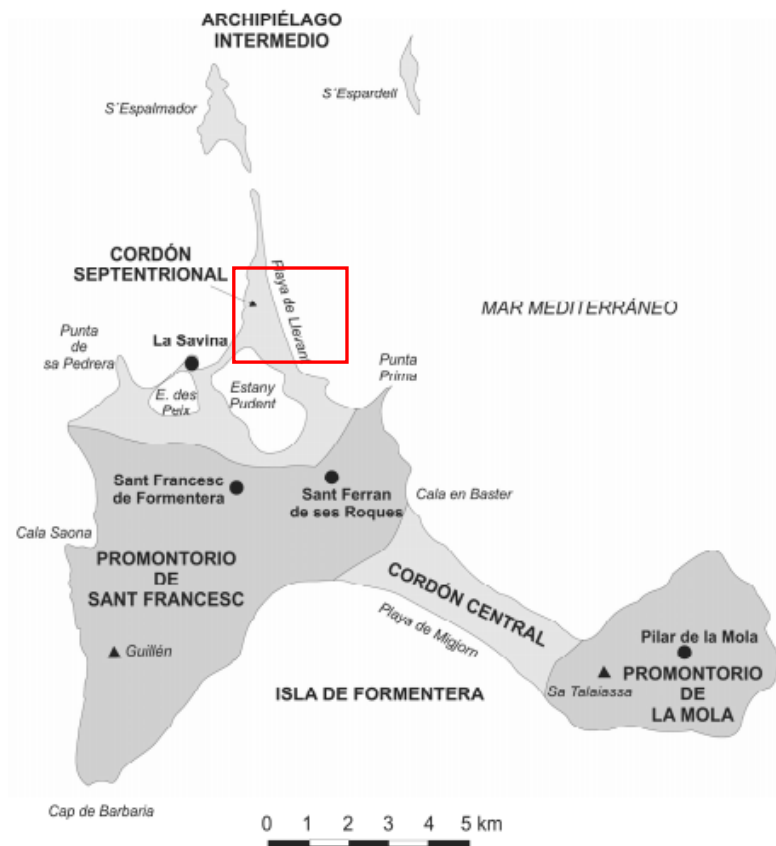 ARCHIPIÉLAGO
INTERMEDIO
S´Espalmador
S´Espardell
CORDÓN
SEPTENTRIONAL
Playa de Llevant
MAR MEDITERRÁNEO
Punta
de
sa Pedrera
La Savina
Punta
Prima
E. des
Peix
Estany
Pudent
Sant Francesc
de Formentera
Sant Ferran
de ses Roques
Cala en Baster
Cala Saona
PROMONTORIO
DE
SANT FRANCESC
CORDÓN CENTRAL
Playa de Migjorn
Guillén
Pilar de la Mola
Sa Talaiassa
PROMONTORIO
DE
LA MOLA
ISLA DE FORMENTERA
Cap de Barbaria
0 1 2 3 4 5 km